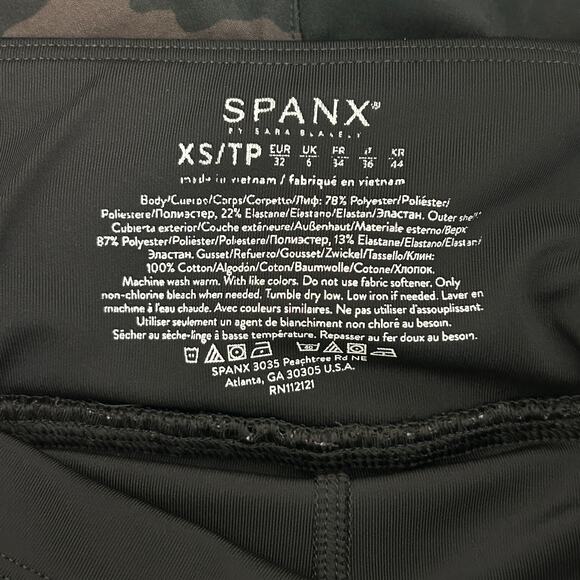 SPANX®
BY SARA BLAKELY
XS/TP EUR 32 UK 6 FR 34 IT 36 KR 44
made in vietnam / fabriqué en vietnam
Body/Cuerpo/Corps/Corpetto/Лиф: 78% Polyester/Poliéster/
Poliestere/Полиэстер, 22% Elastane/Elastano/Elastan/Эластан. Outer shell/
Cubierta exterior/Couche extérieure/Außenhaut/Materiale esterno/Верх
87% Polyester/Poliéster/Poliestere/Полиэстер, 13% Elastane/Elastano/Elastan/
Эластан. Gusset/Refuerzo/Gousset/Zwickel/Tassello/Клин:
100% Cotton/Algodón/Coton/Baumwolle/Cotone/Хлопок.
Machine wash warm. With like colors. Do not use fabric softener. Only
non-chlorine bleach when needed. Tumble dry low. Low iron if needed. Laver en
machine à l'eau chaude. Avec couleurs similaires. Ne pas utiliser d'assouplissant.
Utiliser seulement un agent de blanchiment non chloré au besoin.
Sécher au sèche-linge à basse température. Repasser au fer doux au besoin.
SPANX 3035 Peachtree Rd NE
Atlanta, GA 30305 U.S.A.
RN112121